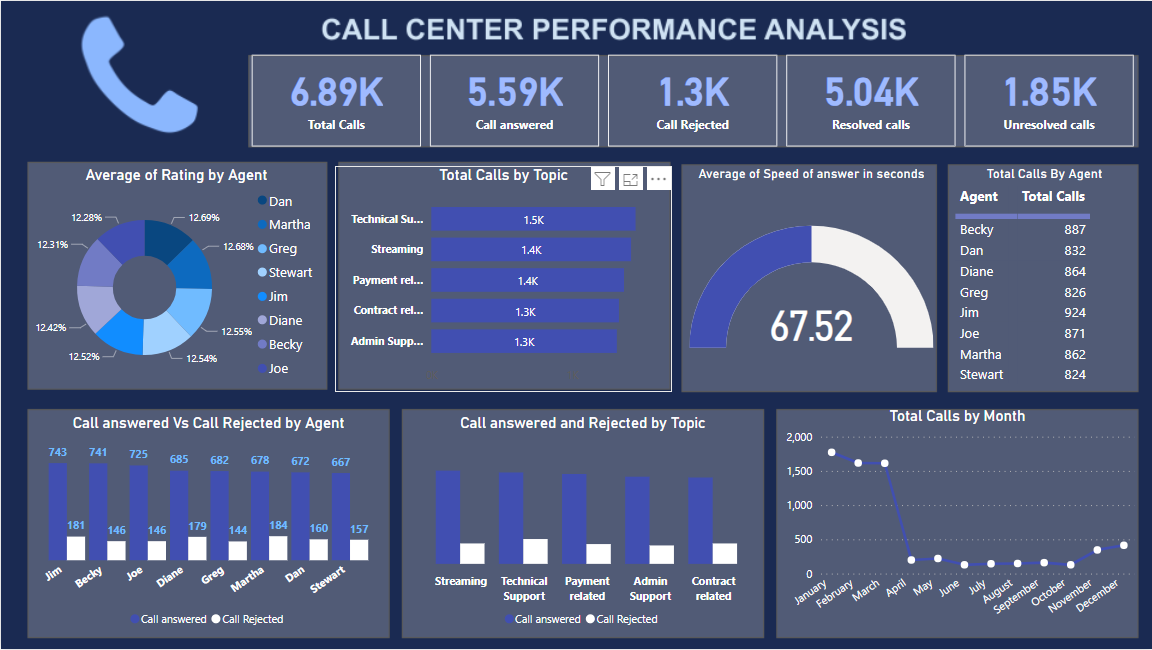 CALL CENTER PERFORMANCE ANALYSIS
6.89K
Total Calls
5.59K
Call answered
1.3K
Call Rejected
5.04K
Resolved calls
1.85K
Unresolved calls
Average of Rating by Agent
12.69%
12.68%
12.55%
12.54%
12.52%
12.42%
12.31%
12.28%
Dan
Martha
Greg
Stewart
Jim
Diane
Becky
Joe
Total Calls by Topic
Technical Su... 1.5K
Streaming 1.4K
Payment rel... 1.4K
Contract rel... 1.3K
Admin Supp... 1.3K
Average of Speed of answer in seconds
67.52
Total Calls By Agent
Agent Total Calls
Becky 887
Dan 832
Diane 864
Greg 826
Jim 924
Joe 871
Martha 862
Stewart 824
Call answered Vs Call Rejected by Agent
743 741 725 685 682 678 672 667
181 146 146 179 144 184 160 157
Jim Becky Joe Diane Greg Martha Dan Stewart
Call answered Call Rejected
Call answered and Rejected by Topic
Streaming Technical Support Payment related Admin Support Contract related
Call answered Call Rejected
Total Calls by Month
2,000
1,500
1,000
500
0
January February March April May June July August September October November December